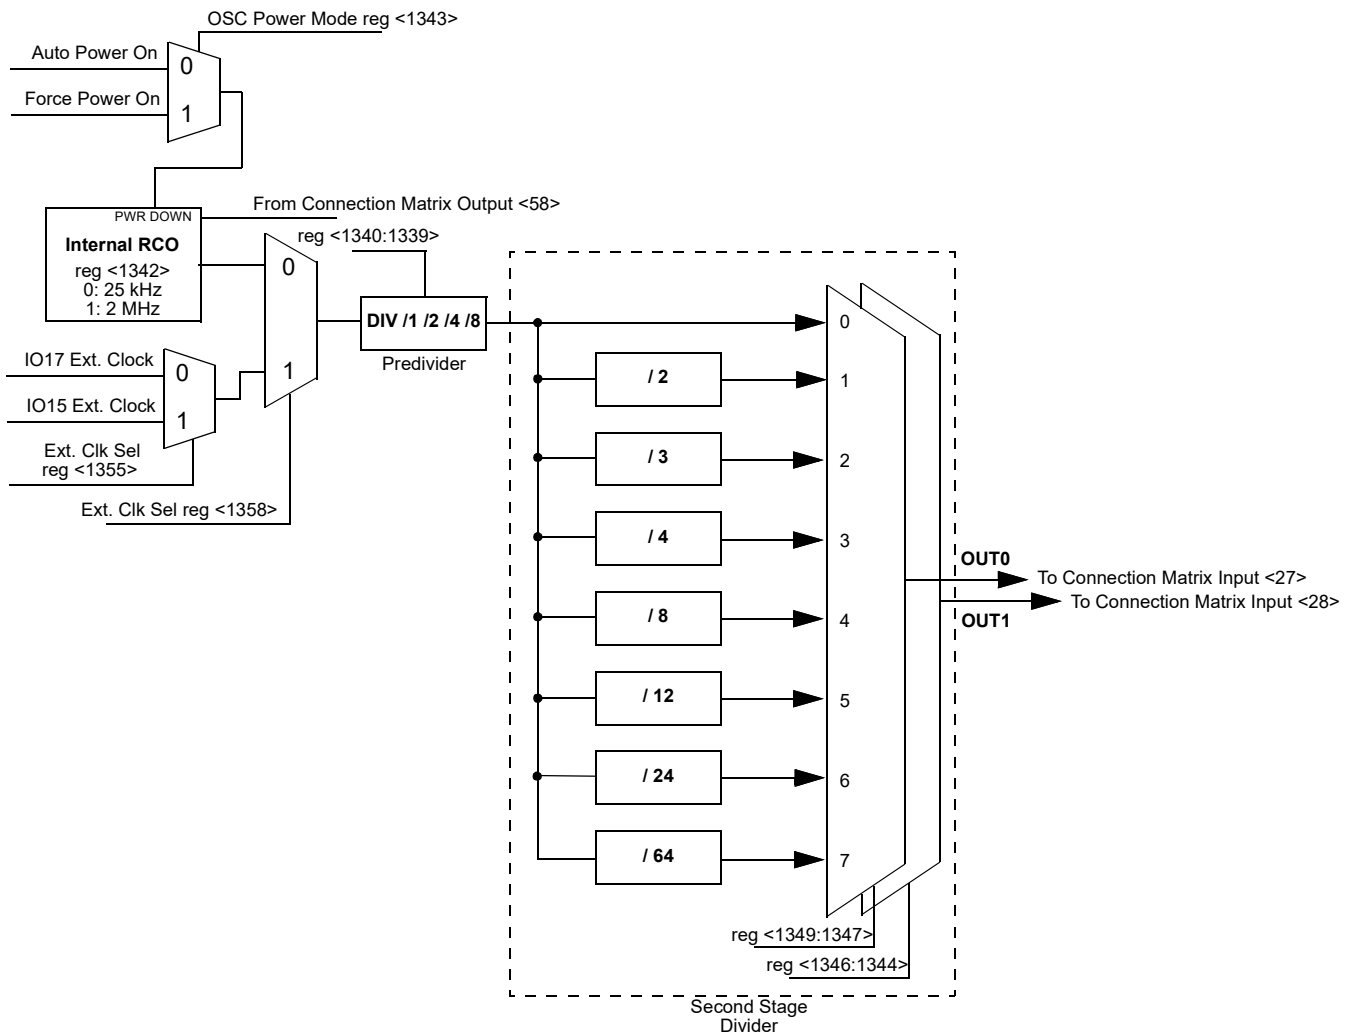 OSC Power Mode reg <1343>
Auto Power On
0
Force Power On
1
PWR DOWN
From Connection Matrix Output <58>
Internal RCO
reg <1342>
0: 25 kHz
1: 2 MHz
reg <1340:1339>
0
DIV /1 /2 /4 /8
Predivider
IO17 Ext. Clock
0
1
IO15 Ext. Clock
1
Ext. Clk Sel
reg <1355>
Ext. Clk Sel reg <1358>
0
/ 2
1
/ 3
2
/ 4
3
OUT0
To Connection Matrix Input <27>
To Connection Matrix Input <28>
OUT1
/ 8
4
/ 12
5
/ 24
6
/ 64
7
reg <1349:1347>
reg <1346:1344>
Second Stage
Divider